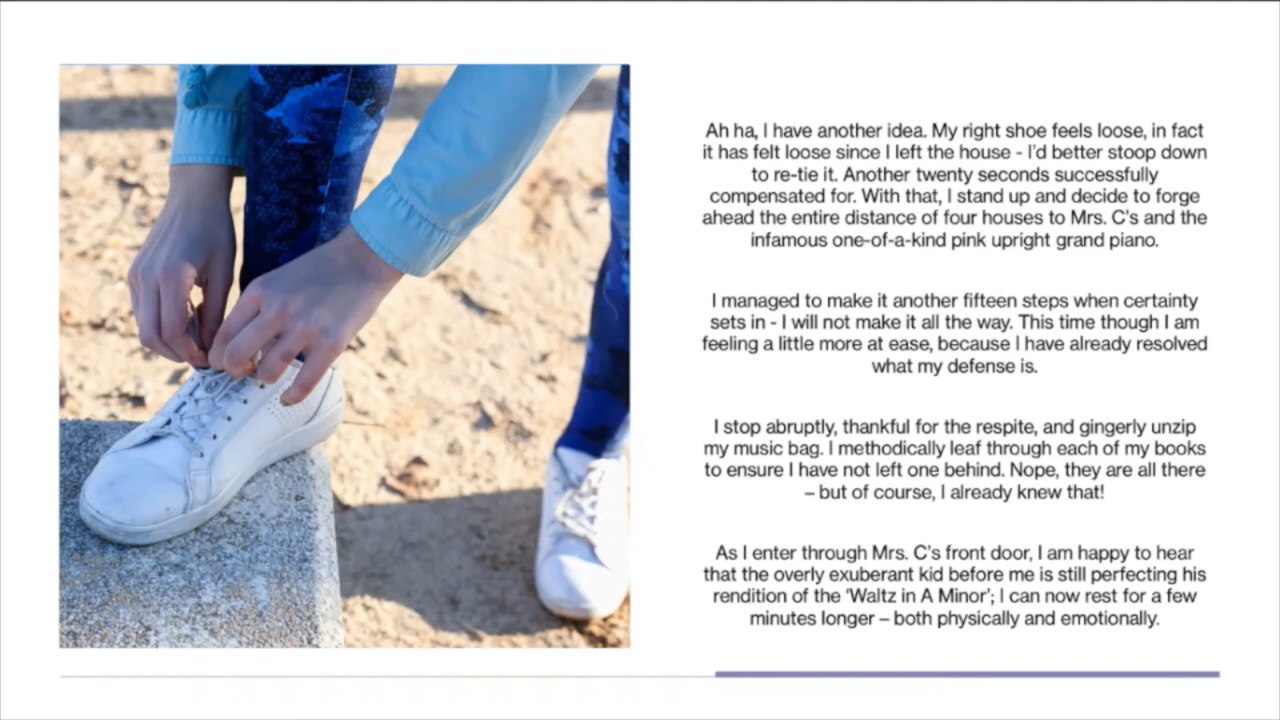 Ah ha, I have another idea. My right shoe feels loose, in fact
it has felt loose since I left the house - I'd better stoop down
to re-tie it. Another twenty seconds successfully
compensated for. With that, I stand up and decide to forge
ahead the entire distance of four houses to Mrs. C's and the
infamous one-of-a-kind pink upright grand piano.
I managed to make it another fifteen steps when certainty
sets in - I will not make it all the way. This time though I am
feeling a little more at ease, because I have already resolved
what my defense is.
I stop abruptly, thankful for the respite, and gingerly unzip
my music bag. I methodically leaf through each of my books
to ensure I have not left one behind. Nope, they are all there
– but of course, I already knew that!
As I enter through Mrs. C's front door, I am happy to hear
that the overly exuberant kid before me is still perfecting his
rendition of the ‘Waltz in A Minor’; I can now rest for a few
minutes longer – both physically and emotionally.